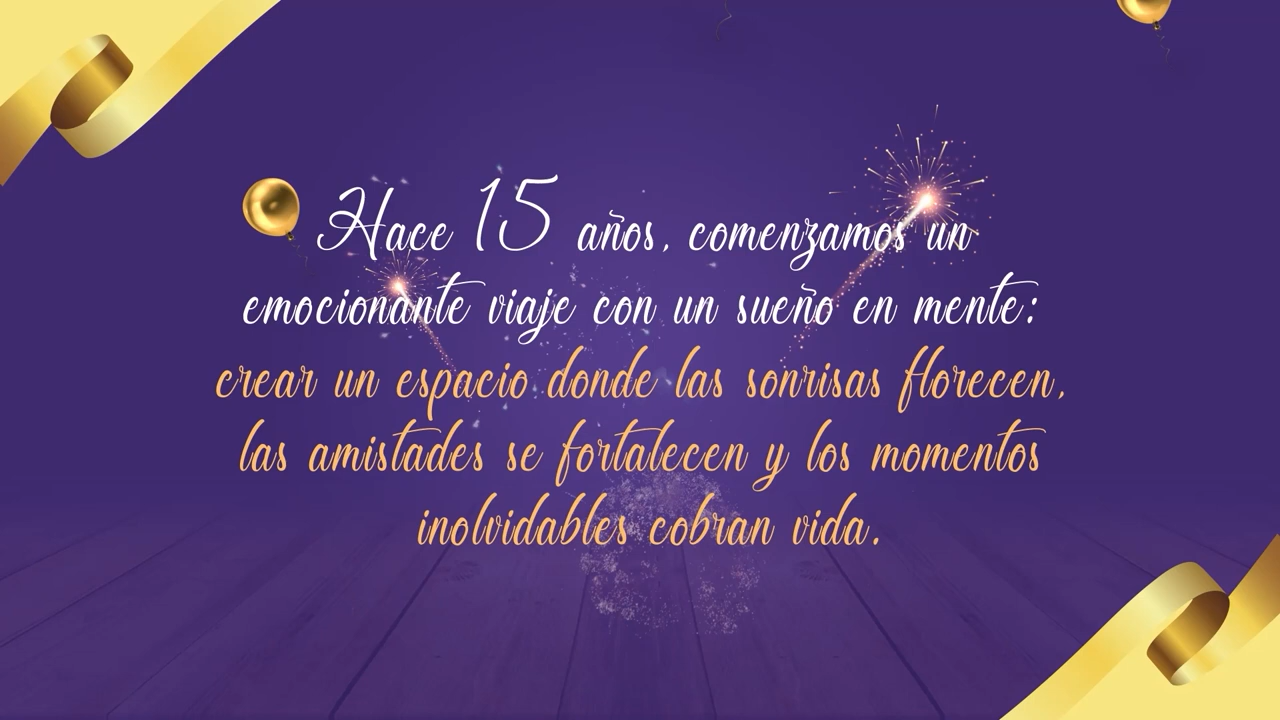 Hace 15 años, comenzamos un
emocionante viaje con un sueño en mente:
crear un espacio donde las sonrisas florecen,
las amistades se fortalecen y los momentos
inolvidables cobran vida.